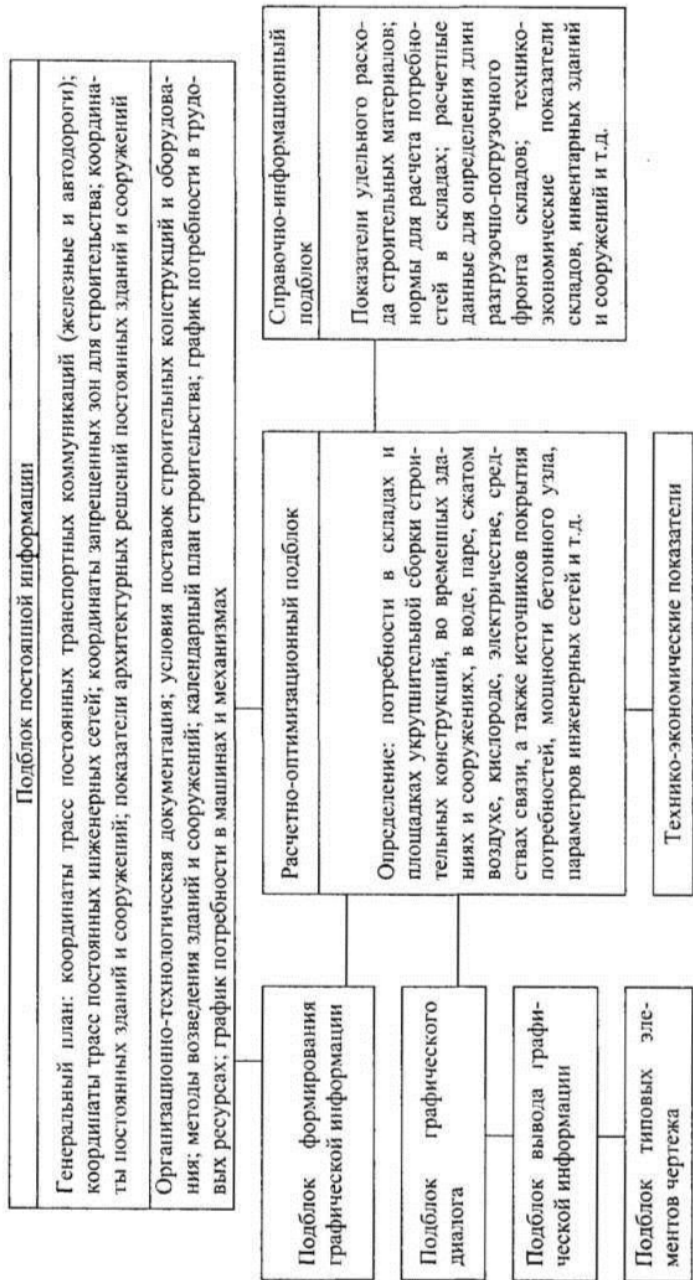 Подблок постоянной информации
Генеральный план: координаты трасс постоянных транспортных коммуникаций (железные и автодороги);
координаты трасс постоянных инженерных сетей; координаты запрещенных зон для строительства; координа-
ты постоянных зданий и сооружений; показатели архитектурных решений постоянных зданий и сооружений
Организационно-технологическая документация; условия поставок строительных конструкций и оборудова-
ния; методы возведения зданий и сооружений; календарный план строительства; график потребности в трудо-
вых ресурсах; график потребности в машинах и механизмах
Подблок формирования
графической информации
Подблок графического
диалога
Подблок вывода графи-
ческой информации
Подблок типовых эле-
ментов чертежа
Расчетно-оптимизационный подблок
Определение: потребности в складах и
площадках укрупнительной сборки строи-
тельных конструкций, во временных зда-
ниях и сооружениях, в воде, паре, сжатом
воздухе, кислороде, электричестве, сред-
ствах связи, а также источников покрытия
потребностей, мощности бетонного узла,
параметров инженерных сетей и т.д.
Технико-экономические показатели
Справочно-информационный
подблок
Показатели удельного расхо-
да строительных материалов;
нормы для расчета потребно-
стей в складах; расчетные
данные для определения длин
разгрузочно-погрузочного
фронта складов; технико-
экономические показатели
складов, инвентарных зданий
и сооружений и т.д.